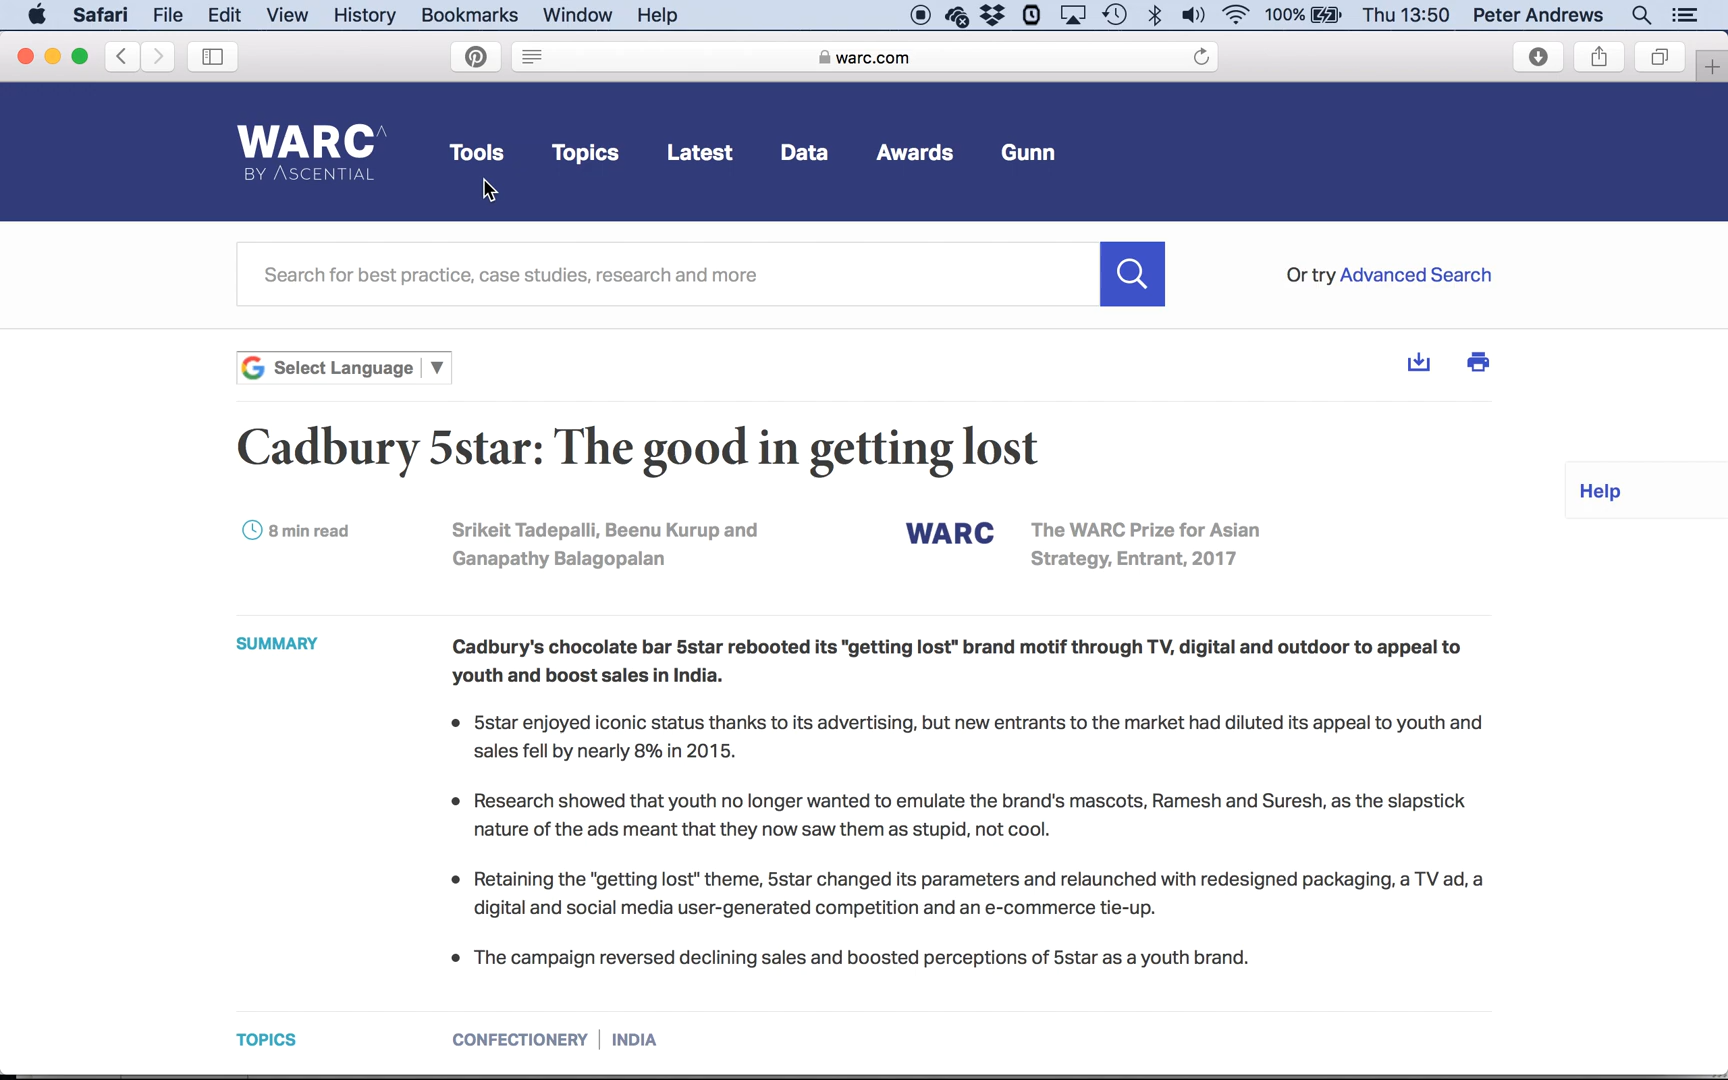 Safari File Edit View History Bookmarks Window Help 100% Thu 13:50 Peter Andrews
warc.com
WARC
BY ASCENTIAL
Tools Topics Latest Data Awards Gunn
Search for best practice, case studies, research and more
Or try Advanced Search
Select Language
Cadbury 5star: The good in getting lost
Help
8 min read
Srikeit Tadepalli, Beenu Kurup and
Ganapathy Balagopalan
WARC
The WARC Prize for Asian
Strategy, Entrant, 2017
SUMMARY
Cadbury's chocolate bar 5star rebooted its "getting lost" brand motif through TV, digital and outdoor to appeal to
youth and boost sales in India.
• 5star enjoyed iconic status thanks to its advertising, but new entrants to the market had diluted its appeal to youth and
sales fell by nearly 8% in 2015.
• Research showed that youth no longer wanted to emulate the brand's mascots, Ramesh and Suresh, as the slapstick
nature of the ads meant that they now saw them as stupid, not cool.
• Retaining the "getting lost" theme, 5star changed its parameters and relaunched with redesigned packaging, a TV ad, a
digital and social media user-generated competition and an e-commerce tie-up.
• The campaign reversed declining sales and boosted perceptions of 5star as a youth brand.
TOPICS
CONFECTIONERY | INDIA